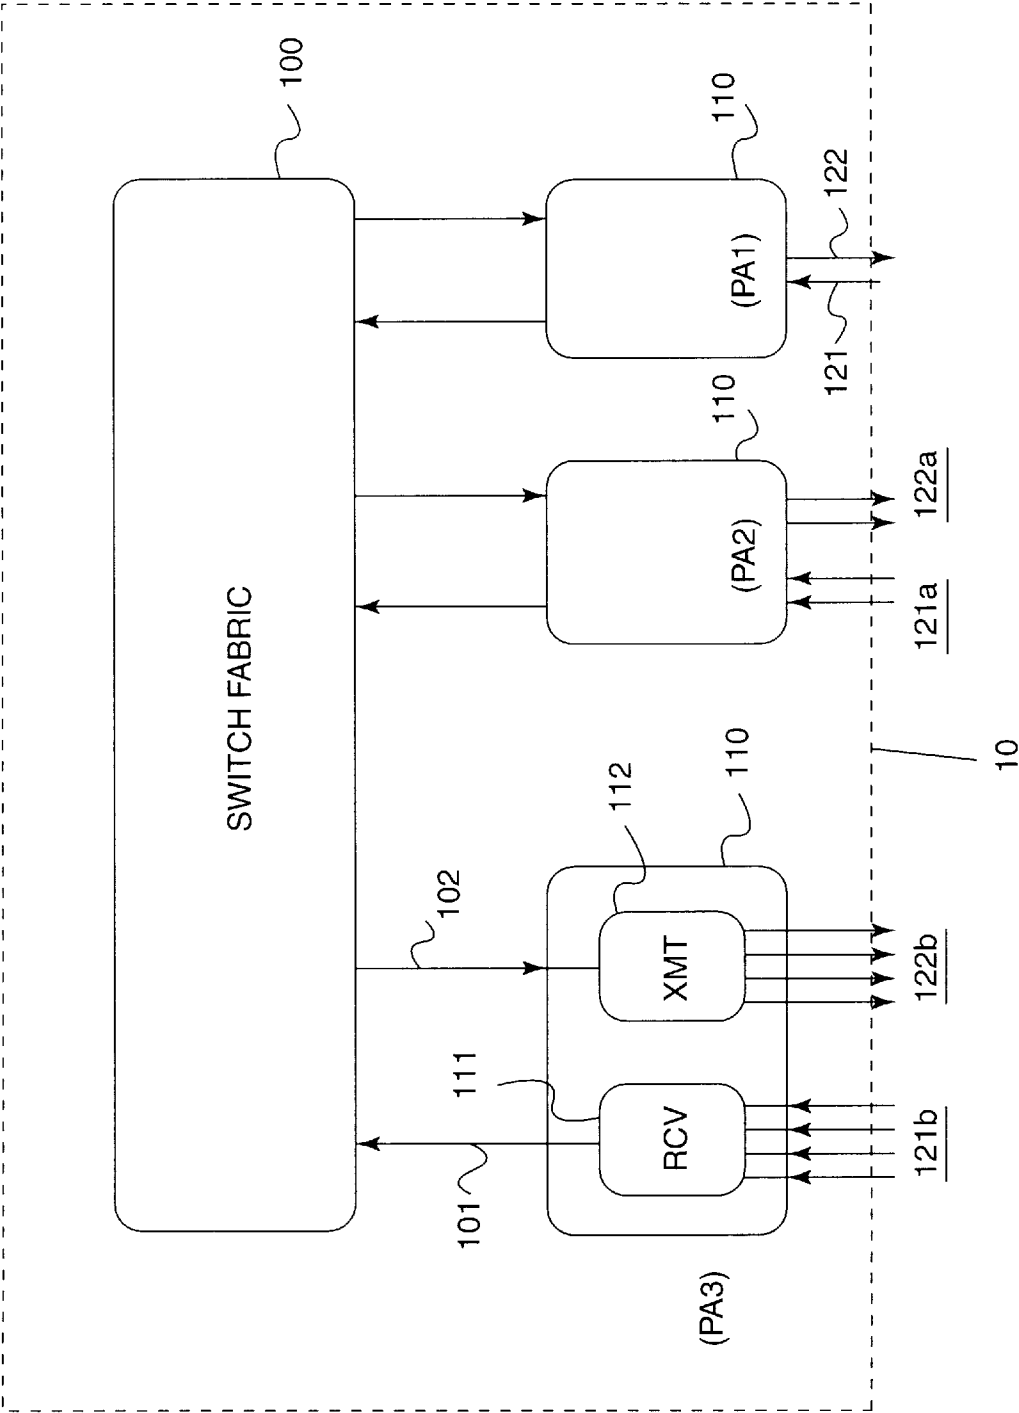 SWITCH FABRIC
100
101
102
111
112
110
110
110
RCV
XMT
(PA3)
(PA2)
(PA1)
121
122
121b
122b
121a
122a
10